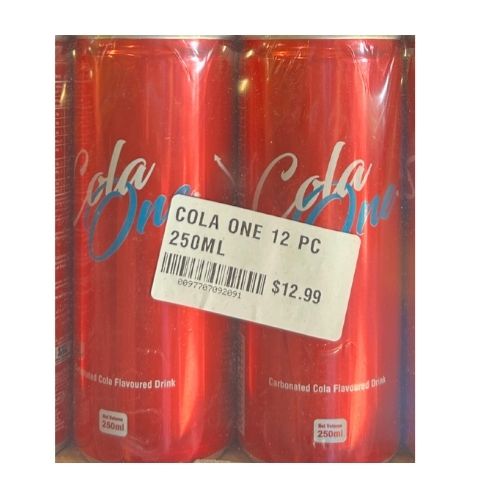 Cola
One
Cola
One
COLA ONE 12 PC
250ML
0097707092091
$12.99
Carbonated Cola Flavoured Drink
Net Volume
250ml
Carbonated Cola Flavoured Drink
Net Volume
250ml